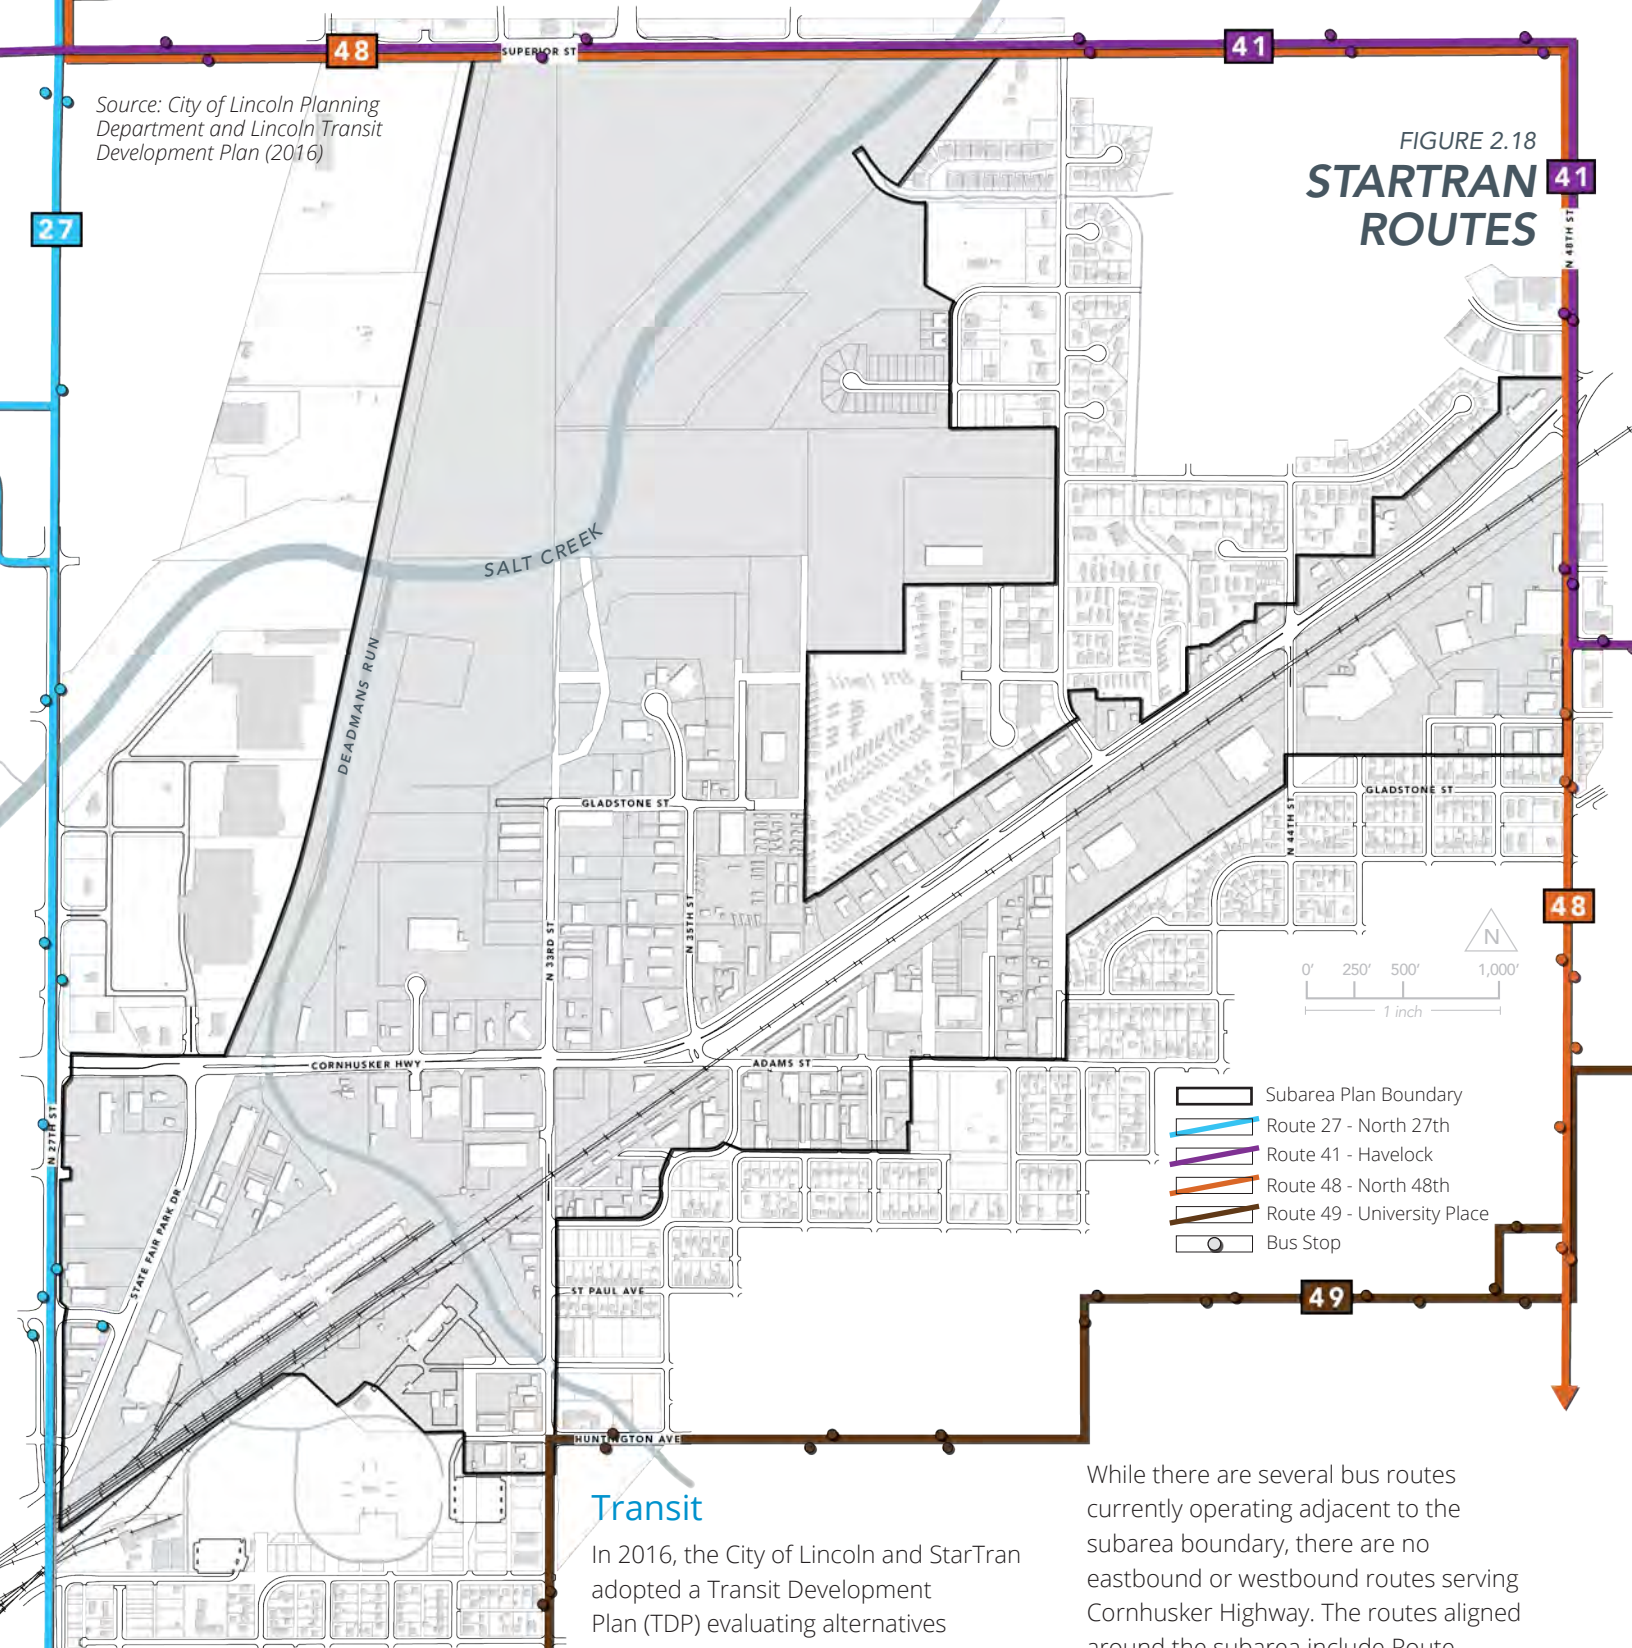 48
SUPERIOR ST
41
Source: City of Lincoln Planning
Department and Lincoln Transit
Development Plan (2016)
FIGURE 2.18
STARTRAN
ROUTES
41
N 48TH ST
27
SALT CREEK
DEADMANS RUN
GLADSTONE ST
GLADSTONE ST
N 44TH ST
N 33RD ST
N 35TH ST
48
N
0' 250' 500' 1,000'
1 inch
CORNHUSKER HWY
ADAMS ST
N 27TH ST
STATE FAIR PARK DR
Subarea Plan Boundary
Route 27 - North 27th
Route 41 - Havelock
Route 48 - North 48th
Route 49 - University Place
Bus Stop
ST PAUL AVE
49
HUNTINGTON AVE
Transit
In 2016, the City of Lincoln and StarTran
adopted a Transit Development
Plan (TDP) evaluating alternatives
While there are several bus routes
currently operating adjacent to the
subarea boundary, there are no
eastbound or westbound routes serving
Cornhusker Highway. The routes aligned
around the subarea include Route